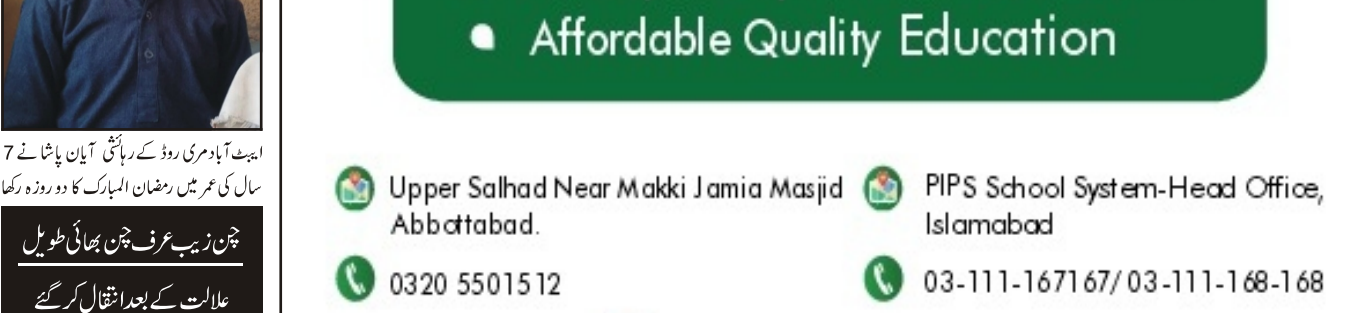 Affordable Quality Education
Upper Salhad Near Makki Jamia Masjid
Abbottabad.
0320 5501512
PIPS School System-Head Office,
Islamabad
03-111-167167/ 03-111-168-168
ایبٹ آباد مری روڈ کے رہائشی آیان پاشا نے 7
سال کی عمر میں رمضان المبارک کا دو روزہ رکھا
چن زیب عرف چن بھائی طویل
علالت کے بعد انتقال کر گئے